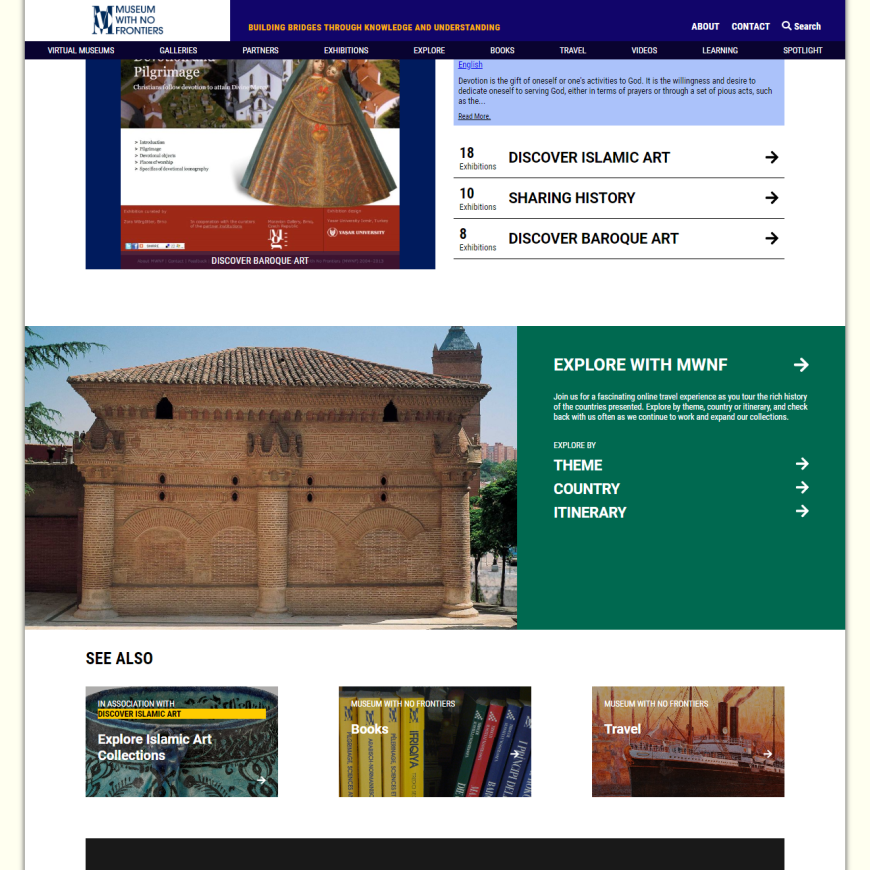 MUSEUM
WITH NO
FRONTIERS
BUILDING BRIDGES THROUGH KNOWLEDGE AND UNDERSTANDING
ABOUT
CONTACT
Search
VIRTUAL MUSEUMS
GALLERIES
PARTNERS
EXHIBITIONS
EXPLORE
BOOKS
TRAVEL
VIDEOS
LEARNING
SPOTLIGHT
Pilgrimage
Christians follow devotion to attain
> Introduction
> Pilgrimage
> Devotional objects
> Places of worship
> Specifics of devotional iconography
YAŞAR UNIVERSITY
DISCOVER BAROQUE ART
English
Devotion is the gift of oneself or one's activities to God. It is the willingness and desire to
dedicate oneself to serving God, either in terms of prayers or through a set of pious acts, such
as the...
Read More.
18
Exhibitions
DISCOVER ISLAMIC ART
10
Exhibitions
SHARING HISTORY
8
Exhibitions
DISCOVER BAROQUE ART
EXPLORE WITH MWNF
Join us for a fascinating online travel experience as you tour the rich history
of the countries presented. Explore by theme, country or itinerary, and check
back with us often as we continue to work and expand our collections.
EXPLORE BY
THEME
COUNTRY
ITINERARY
SEE ALSO
IN ASSOCIATION WITH
DISCOVER ISLAMIC ART
Explore Islamic Art
Collections
MUSEUM WITH NO FRONTIERS
Books
IFRIQIYA
MUSEUM WITH NO FRONTIERS
Travel